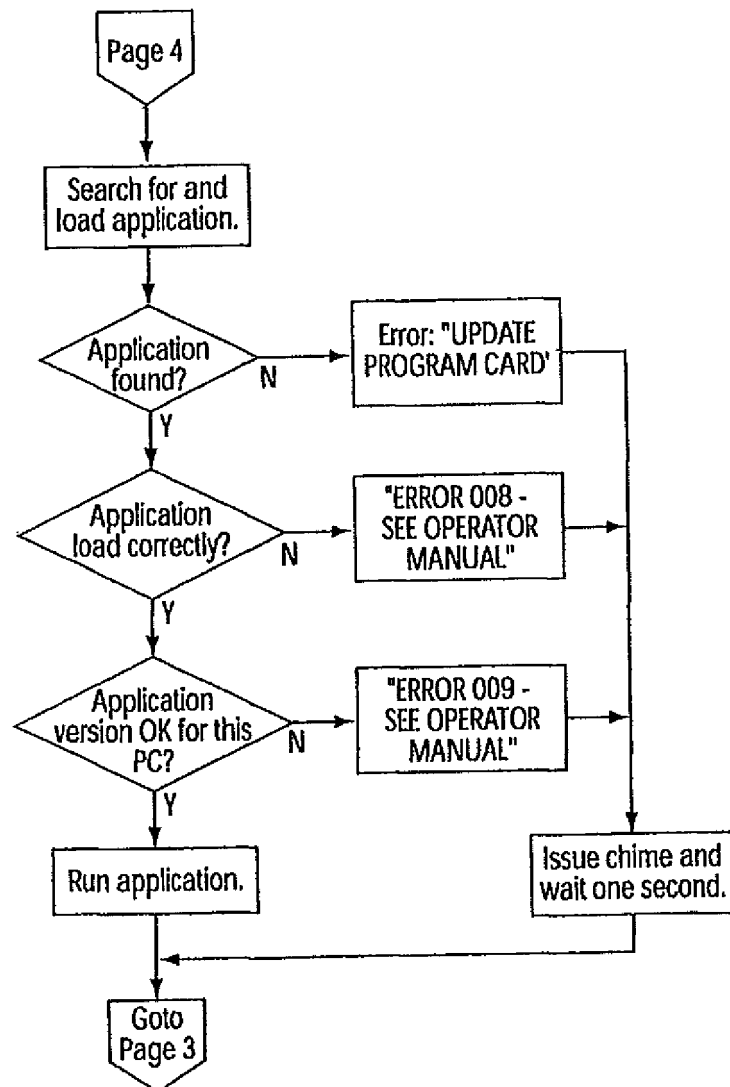 Page 4
Search for and
load application.
Application
found?
N
Error: "UPDATE
PROGRAM CARD'
Y
Application
load correctly?
N
"ERROR 008 -
SEE OPERATOR
MANUAL"
Y
Application
version OK for this
PC?
N
"ERROR 009 -
SEE OPERATOR
MANUAL"
Y
Run application.
Issue chime and
wait one second.
Goto
Page 3